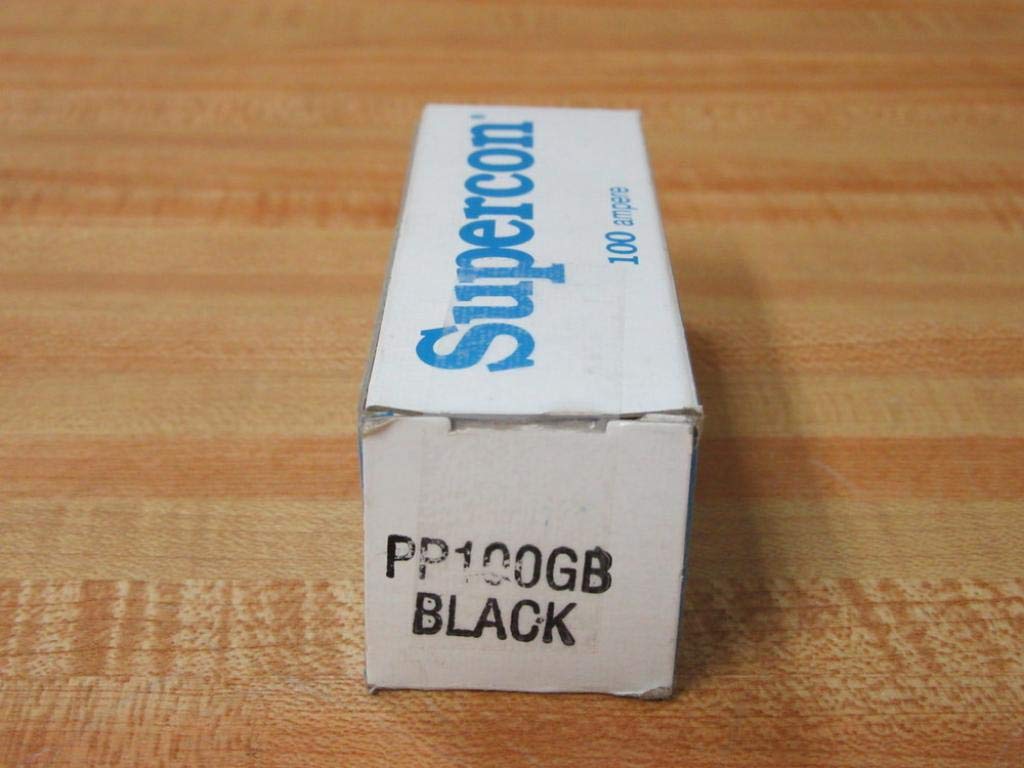 Supercon®
100 ampere
PP100GB
BLACK